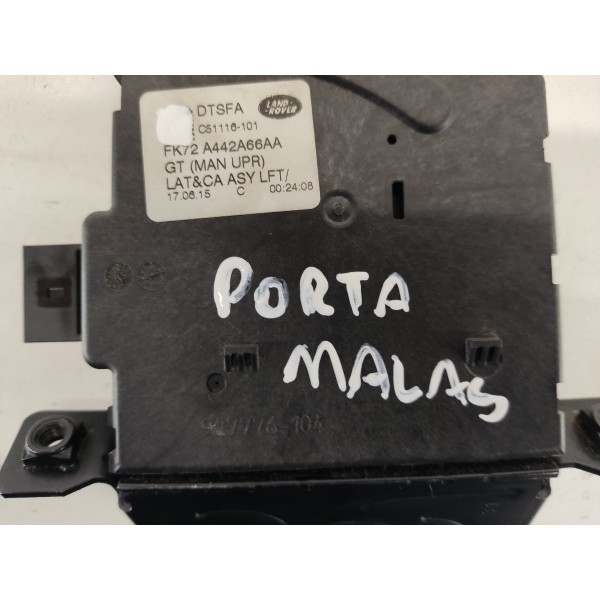 DTSFA
LAND-
ROVER
C51116-101
FK72 A442A66AA
GT (MAN UPR)
LAT&CA ASY LFT/
17.06.15 C 00:24:08
PORTA
MALAS